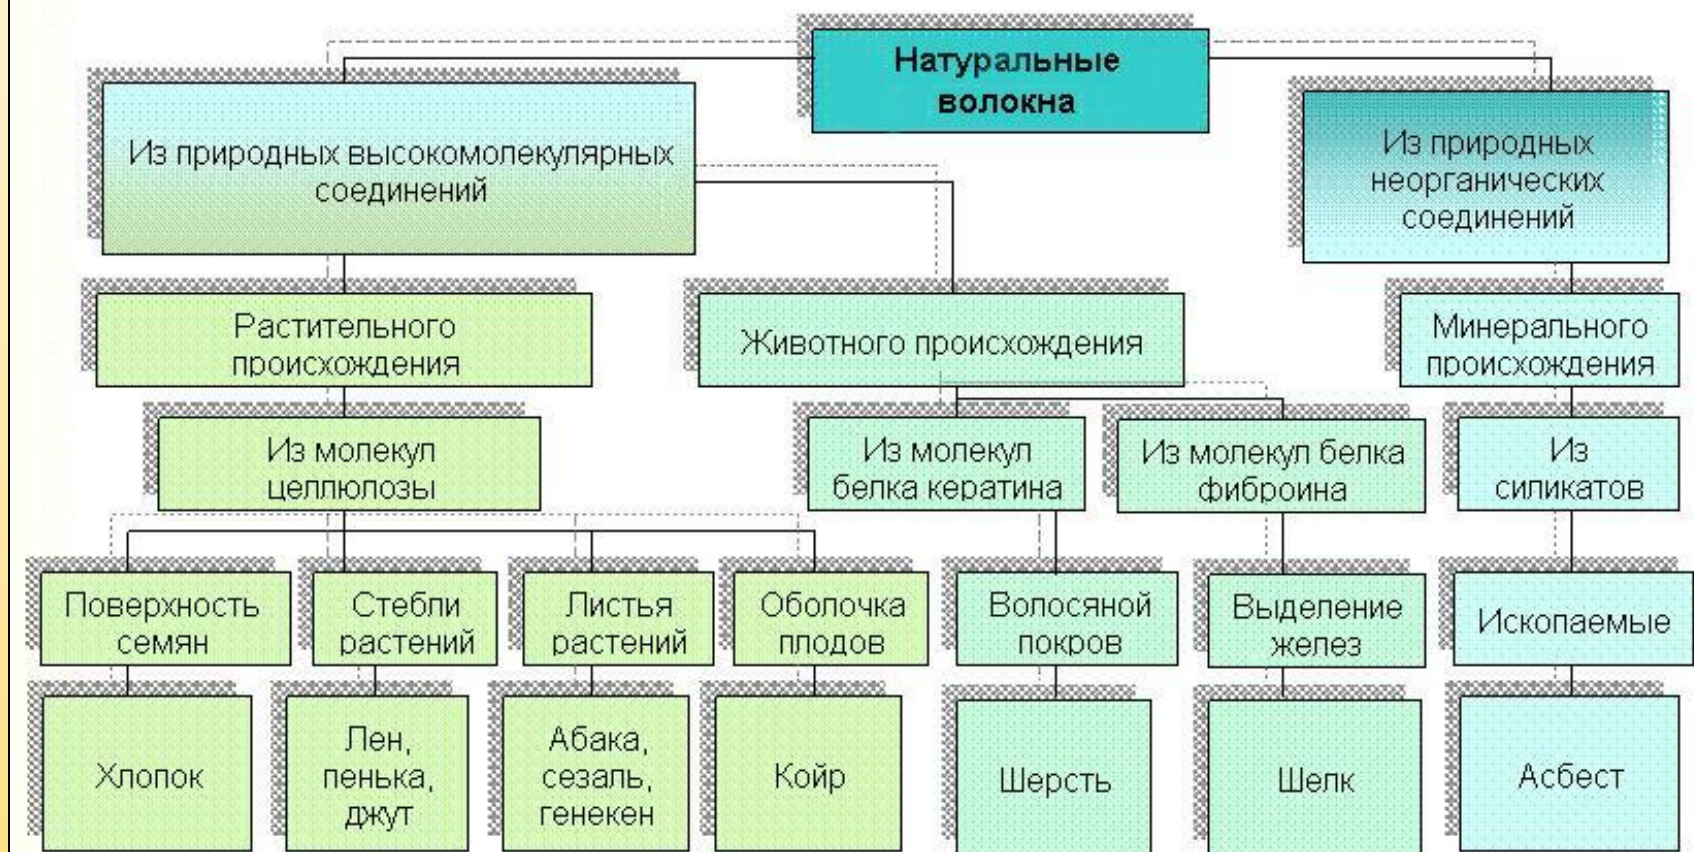 Натуральные
волокна
Из природных высокомолекулярных
соединений
Из природных
неорганических
соединений
Растительного
происхождения
Животного происхождения
Минерального
происхождения
Из молекул
целлюлозы
Из молекул
белка кератина
Из молекул белка
фиброина
Из
силикатов
Поверхность
семян
Стебли
растений
Листья
растений
Оболочка
плодов
Волосяной
покров
Выделение
желез
Ископаемые
Хлопок
Лен,
пенька,
джут
Абака,
сезаль,
генекен
Койр
Шерсть
Шелк
Асбест